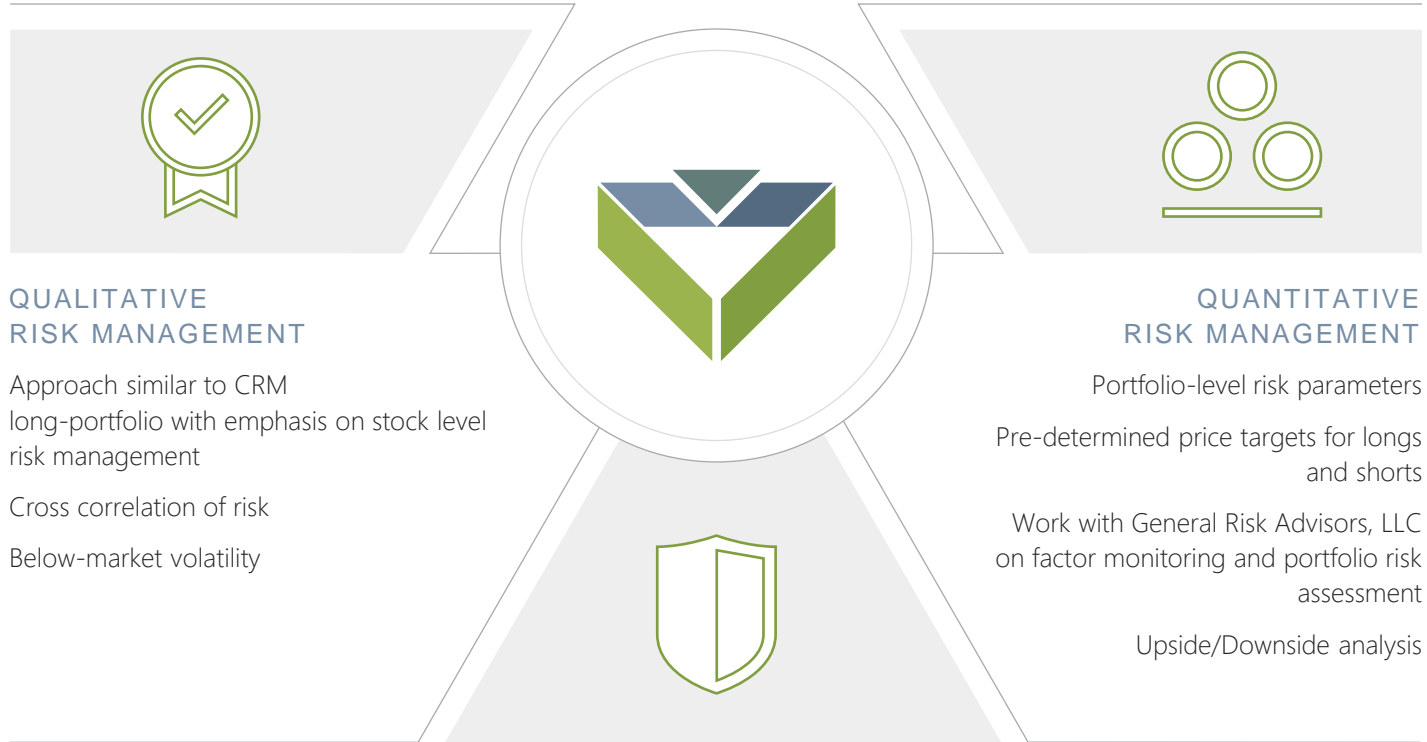 QUALITATIVE
RISK MANAGEMENT
Approach similar to CRM
long-portfolio with emphasis on stock level
risk management
Cross correlation of risk
Below-market volatility
QUANTITATIVE
RISK MANAGEMENT
Portfolio-level risk parameters
Pre-determined price targets for longs
and shorts
Work with General Risk Advisors, LLC
on factor monitoring and portfolio risk
assessment
Upside/Downside analysis